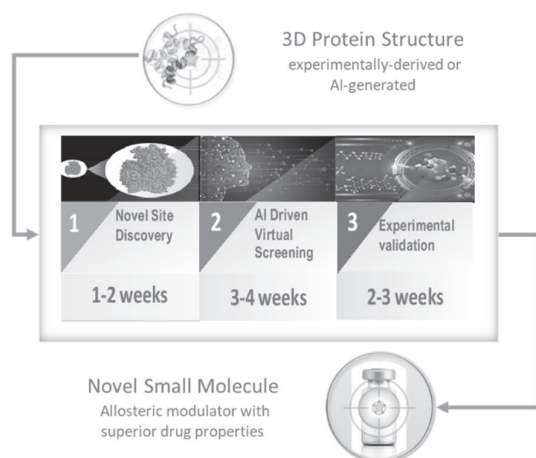 3D Protein Structure
experimentally-derived or
AI-generated
1
Novel Site
Discovery
1-2 weeks
2
AI Driven
Virtual
Screening
3-4 weeks
3
Experimental
validation
2-3 weeks
Novel Small Molecule
Allosteric modulator with
superior drug properties